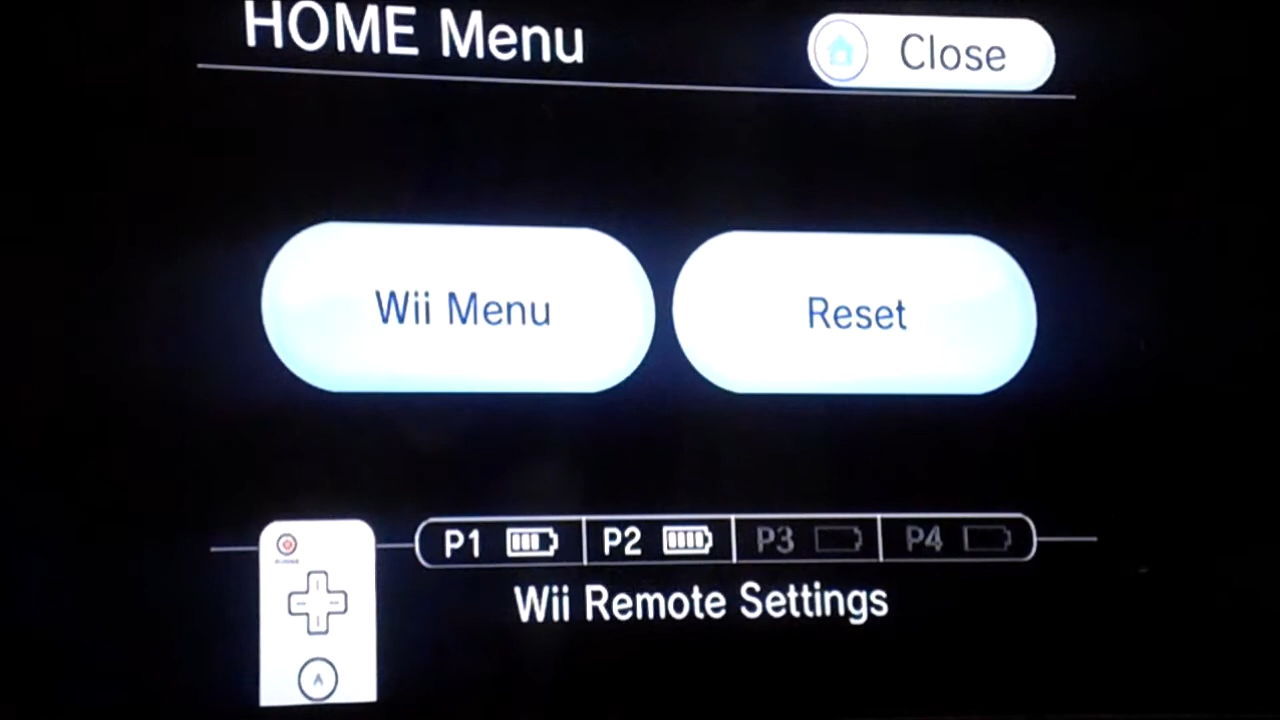 HOME Menu
Close
Wii Menu
Reset
P1 P2 P3 P4
Wii Remote Settings
A